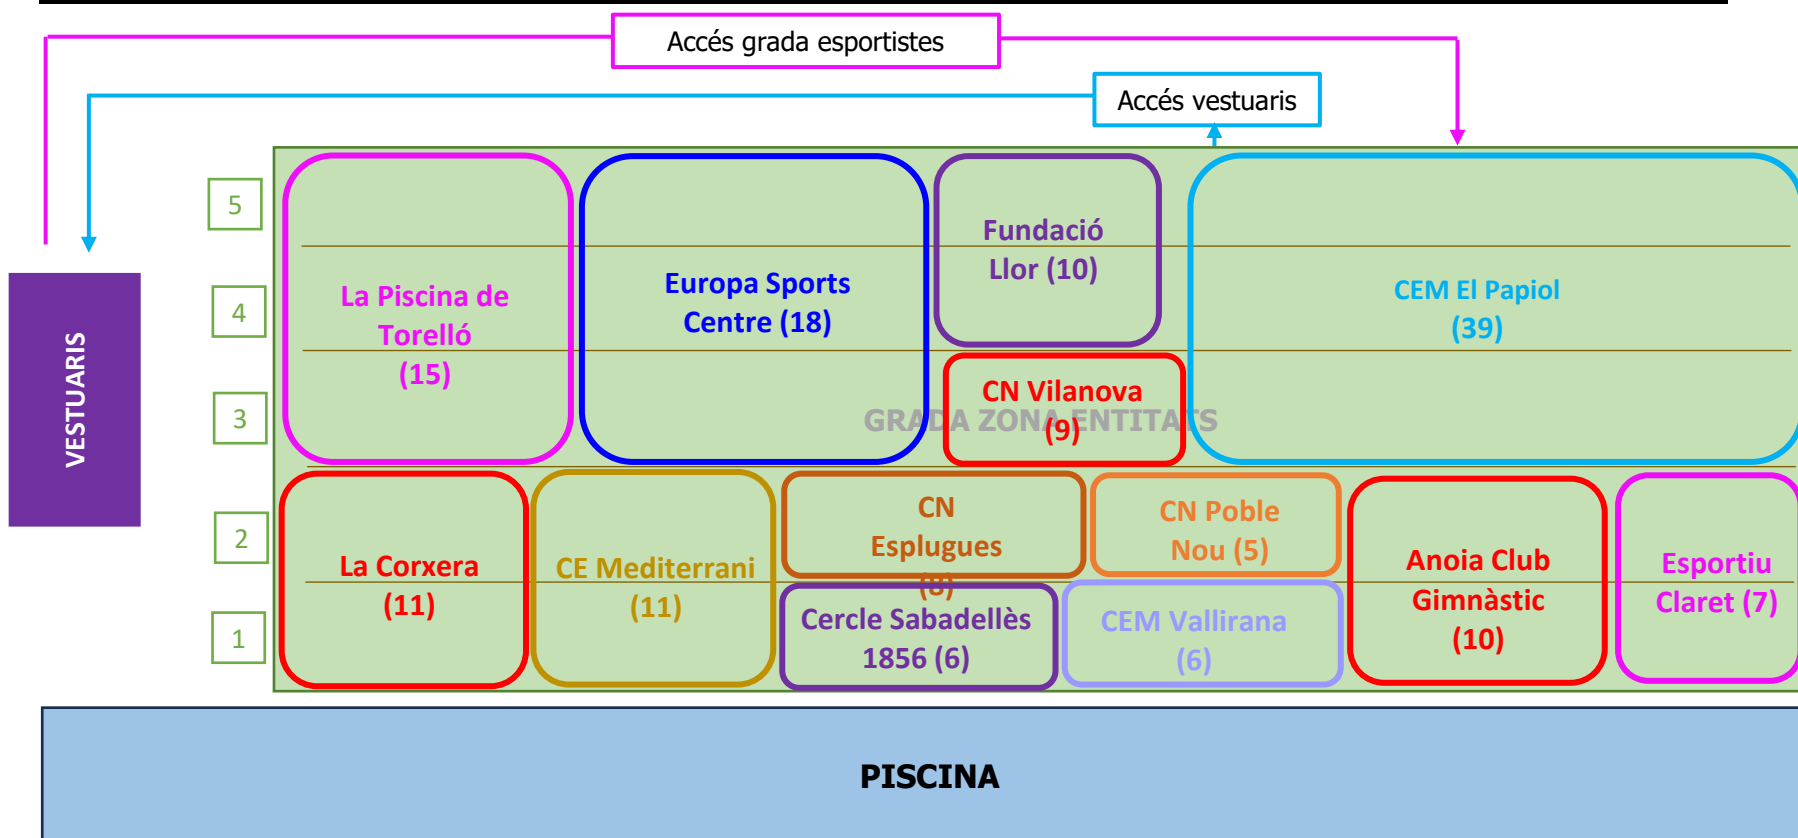 Accés grada esportistes
Accés vestuaris
5
4
3
2
1
VESTUARIS
La Piscina de
Torelló
(15)
Europa Sports
Centre (18)
Fundació
Llor (10)
CEM El Papiol
(39)
CN Vilanova
(9)
GRADA ZONA ENTITATS
La Corxera
(11)
CE Mediterrani
(11)
CN
Esplugues
CN Poble
Nou (5)
Cercle Sabadellès
1856 (6)
CEM Vallirana
(6)
Anoia Club
Gimnàstic
(10)
Esportiu
Claret (7)
PISCINA